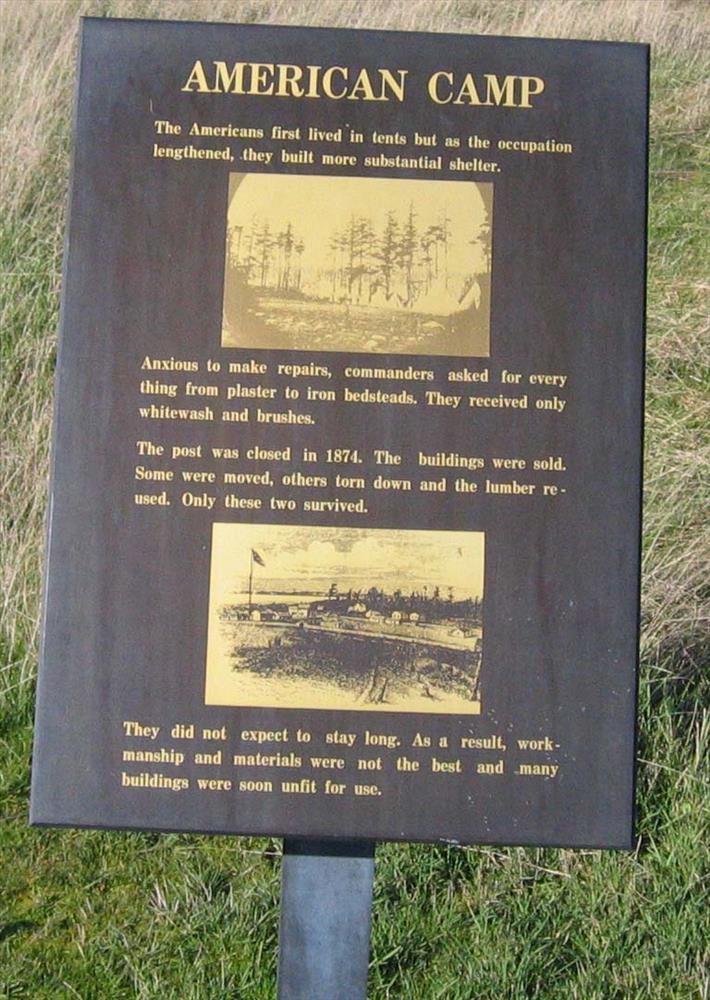 AMERICAN CAMP
The Americans first lived in tents but as the occupation
lengthened, they built more substantial shelter.
Anxious to make repairs, commanders asked for every
thing from plaster to iron bedsteads. They received only
whitewash and brushes.
The post was closed in 1874. The buildings were sold.
Some were moved, others torn down and the lumber re-
used. Only these two survived.
They did not expect to stay long. As a result, work-
manship and materials were not the best and many
buildings were soon unfit for use.